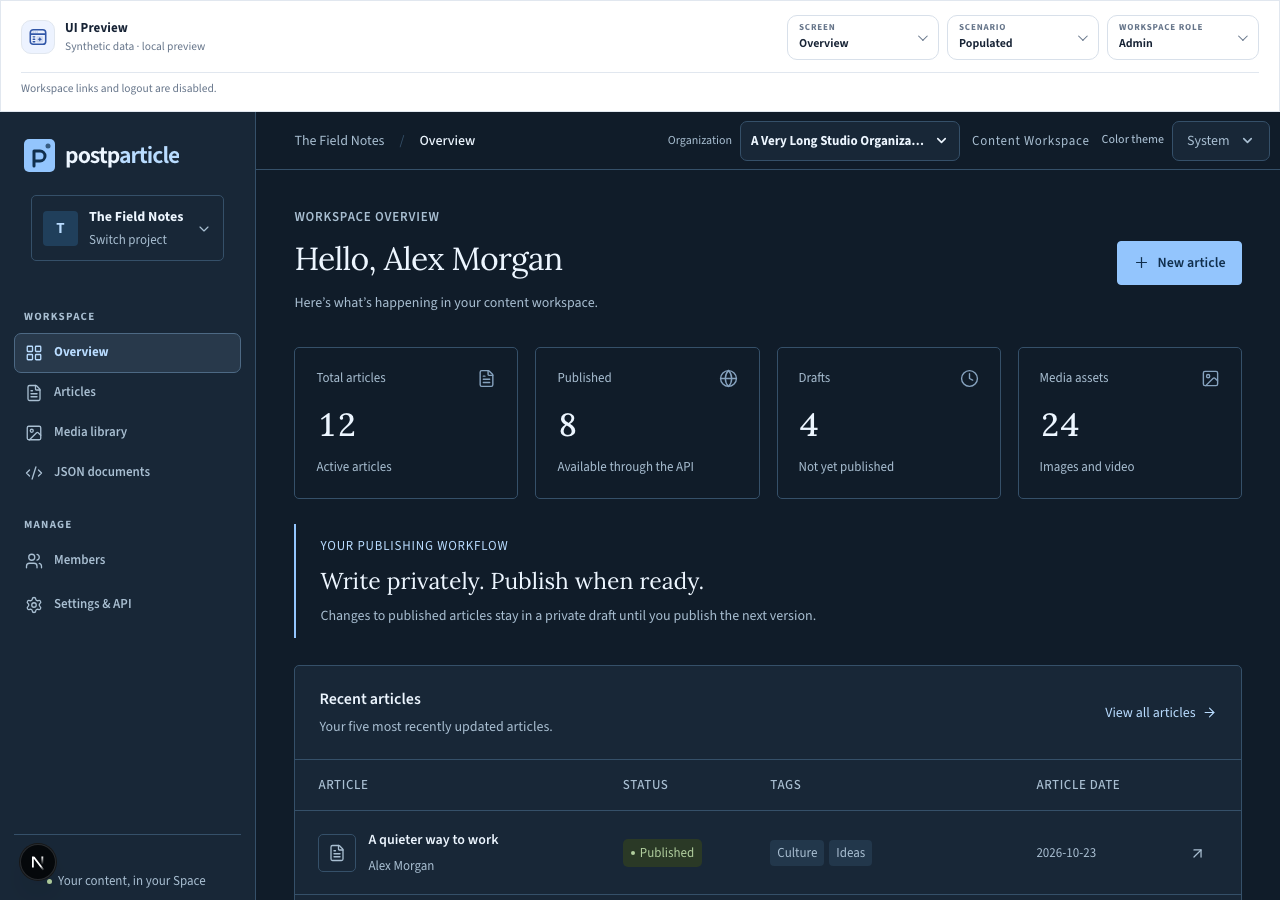 UI Preview
Synthetic data · local preview
SCREEN
Overview
SCENARIO
Populated
WORKSPACE ROLE
Admin
Workspace links and logout are disabled.
postparticle
T
The Field Notes
Switch project
WORKSPACE
Overview
Articles
Media library
JSON documents
MANAGE
Members
Settings & API
N
Your content, in your Space
The Field Notes / Overview
Organization
A Very Long Studio Organiza...
Content Workspace
Color theme
System
WORKSPACE OVERVIEW
Hello, Alex Morgan
Here’s what’s happening in your content workspace.
New article
Total articles
12
Active articles
Published
8
Available through the API
Drafts
4
Not yet published
Media assets
24
Images and video
YOUR PUBLISHING WORKFLOW
Write privately. Publish when ready.
Changes to published articles stay in a private draft until you publish the next version.
Recent articles
Your five most recently updated articles.
View all articles
ARTICLE STATUS TAGS ARTICLE DATE
A quieter way to work
Alex Morgan
Published
Culture Ideas
2026-10-23